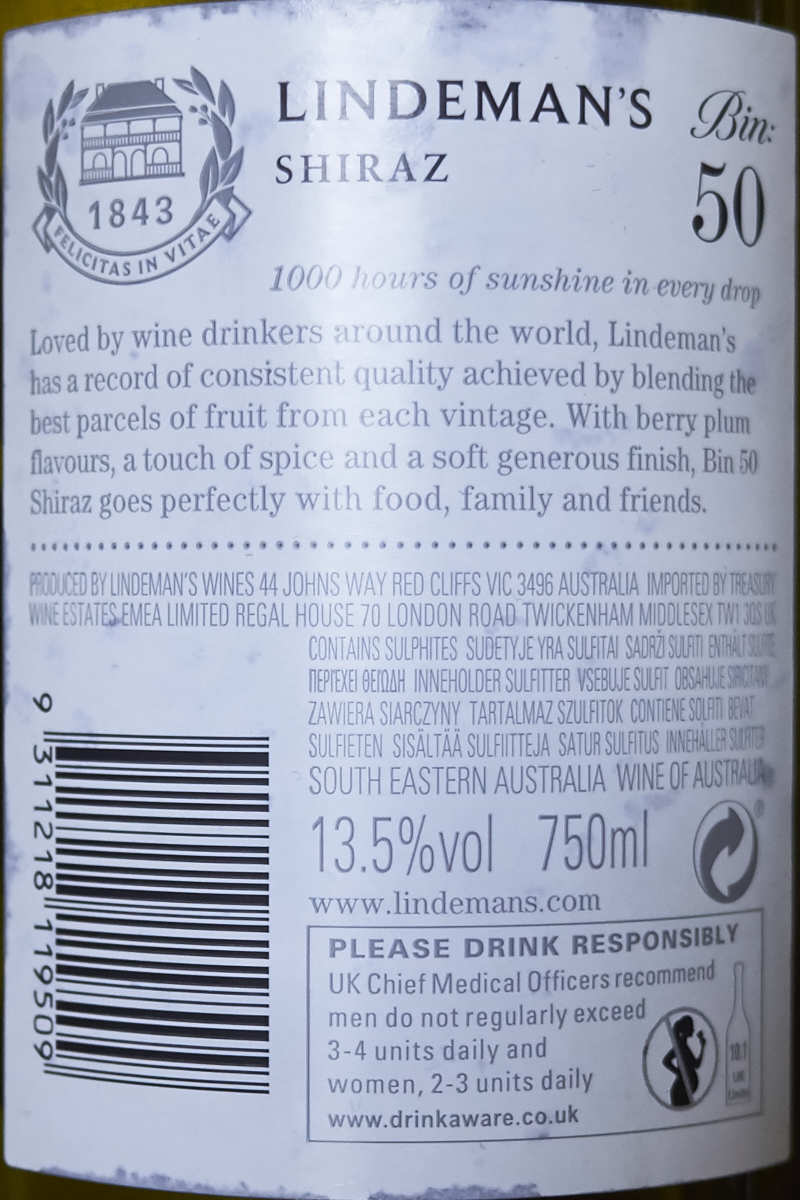 LINDEMAN'S
SHIRAZ
Bin:
50
1843
FELICITAS IN VITAE
1000 hours of sunshine in every drop
Loved by wine drinkers around the world, Lindeman's
has a record of consistent quality achieved by blending the
best parcels of fruit from each vintage. With berry plum
flavours, a touch of spice and a soft generous finish, Bin 50
Shiraz goes perfectly with food, family and friends.
PRODUCED BY LINDEMAN'S WINES 44 JOHNS WAY RED CLIFFS VIC 3496 AUSTRALIA IMPORTED BY TREASURY
WINE ESTATES EMEA LIMITED REGAL HOUSE 70 LONDON ROAD TWICKENHAM MIDDLESEX TW1 3QS UK
CONTAINS SULPHITES SUDETYJE YRA SULFITAI SADRŽI SULFITI ENTHÄLT SULFITE
ΠΕΡΙΈΧΕΙ ΘΕΙΏΔΗ INNEHOLDER SULFITTER VSEBUJE SULFIT OBSAHUJE SIRICITANY
ZAWIERA SIARCZYNY TARTALMAZ SZULFITOK CONTIENE SOLFITI BEVAT
SULFIETEN SISÄLTÄÄ SULFIITTEJA SATUR SULFITUS INNEHÅLLER SULFITER
SOUTH EASTERN AUSTRALIA WINE OF AUSTRALIA
13.5%vol 750ml
®
www.lindemans.com
PLEASE DRINK RESPONSIBLY
UK Chief Medical Officers recommend
men do not regularly exceed
3-4 units daily and
women, 2-3 units daily
www.drinkaware.co.uk
10.1
UK
Units
9 311218 119509